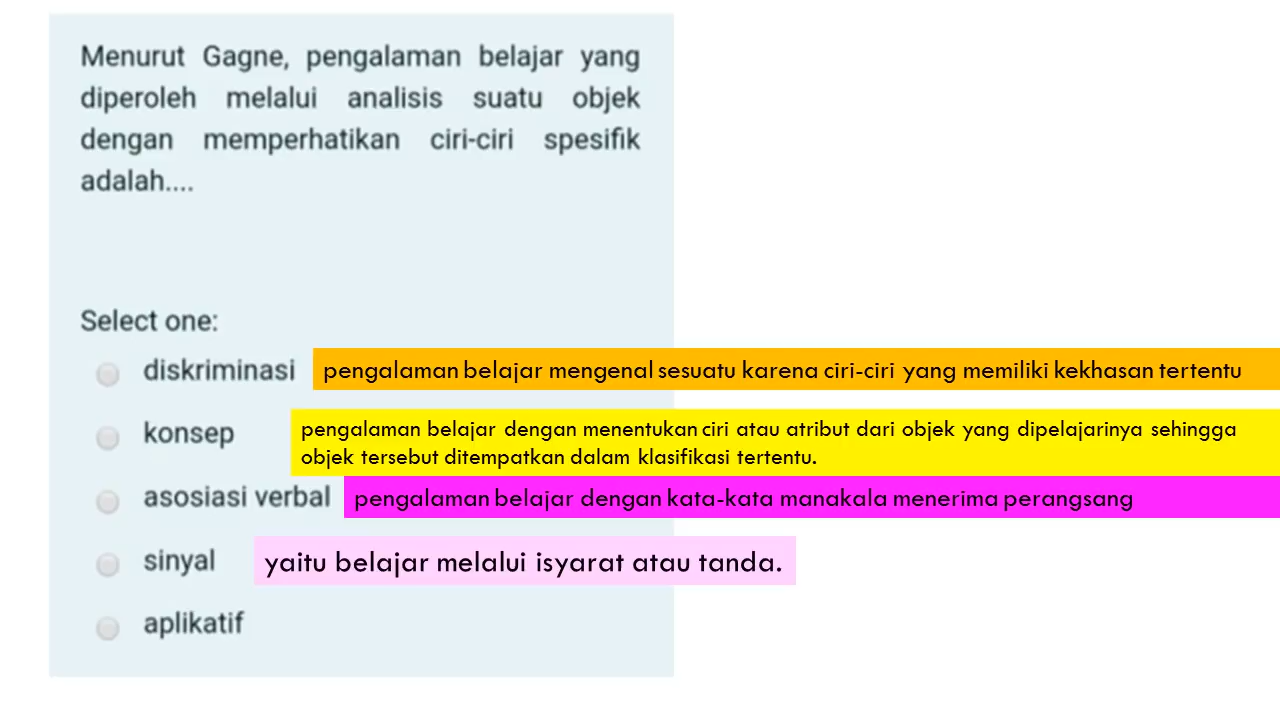 Menurut Gagne, pengalaman belajar yang
diperoleh melalui analisis suatu objek
dengan memperhatikan ciri-ciri spesifik
adalah....
Select one:
diskriminasi pengalaman belajar mengenal sesuatu karena ciri-ciri yang memiliki kekhasan tertentu
konsep pengalaman belajar dengan menentukan ciri atau atribut dari objek yang dipelajarinya sehingga
objek tersebut ditempatkan dalam klasifikasi tertentu.
asosiasi verbal pengalaman belajar dengan kata-kata manakala menerima perangsang
sinyal yaitu belajar melalui isyarat atau tanda.
aplikatif